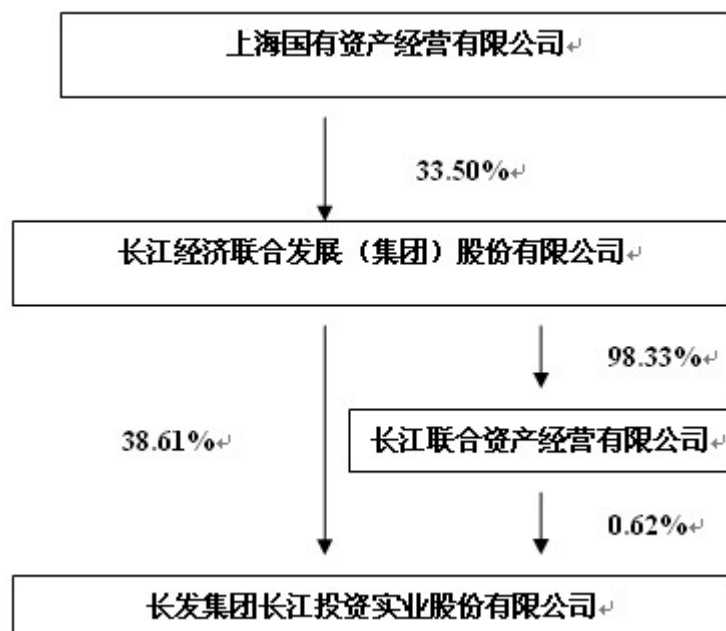 上海国有资产经营有限公司
33.50%
长江经济联合发展（集团）股份有限公司
98.33%
38.61%
长江联合资产经营有限公司
0.62%
长发集团长江投资实业股份有限公司